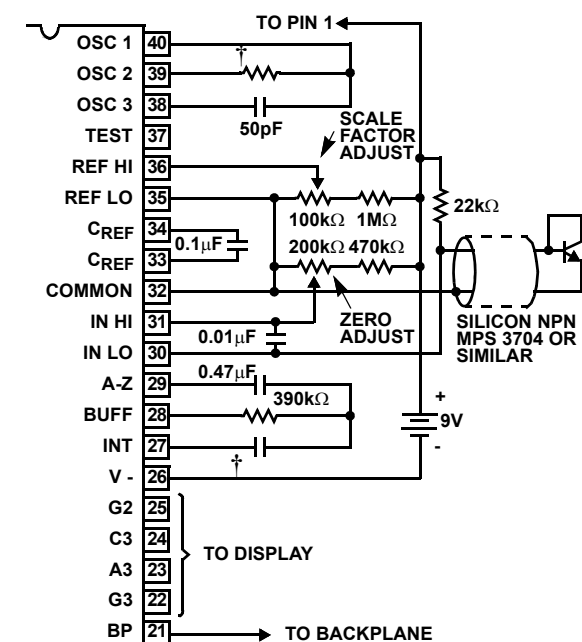 TO PIN 1
OSC 1 40
OSC 2 39
†
OSC 3 38
50pF
TEST 37
SCALE
FACTOR
ADJUST
REF HI 36
REF LO 35
100kΩ 1MΩ
22kΩ
CREF 34
0.1µF
200kΩ 470kΩ
CREF 33
COMMON 32
IN HI 31
0.01µF
ZERO
ADJUST
SILICON NPN
MPS 3704 OR
SIMILAR
IN LO 30
0.47µF
A-Z 29
390kΩ
BUFF 28
+
9V
-
INT 27
†
V - 26
G2 25
C3 24
TO DISPLAY
A3 23
G3 22
BP 21
TO BACKPLANE